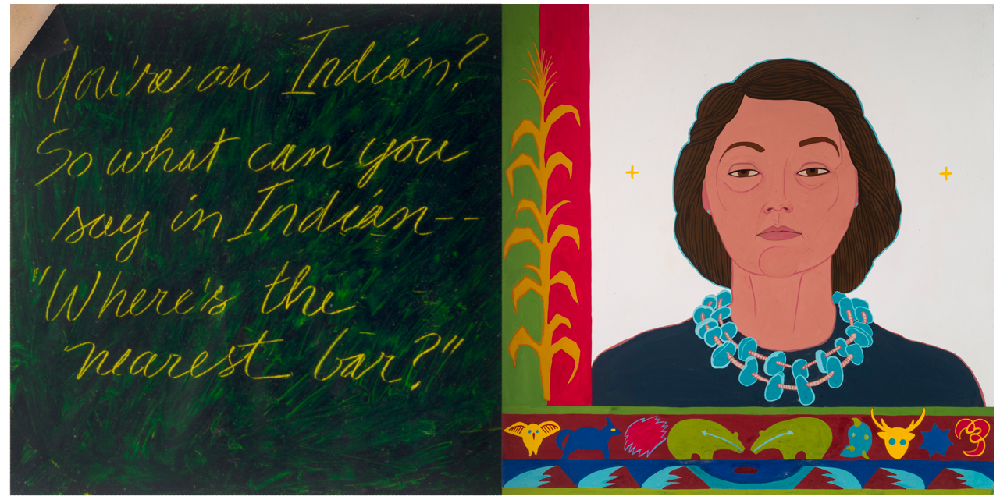 You're an Indian?
So what can you
say in Indian--
"Where's the
nearest bar?"